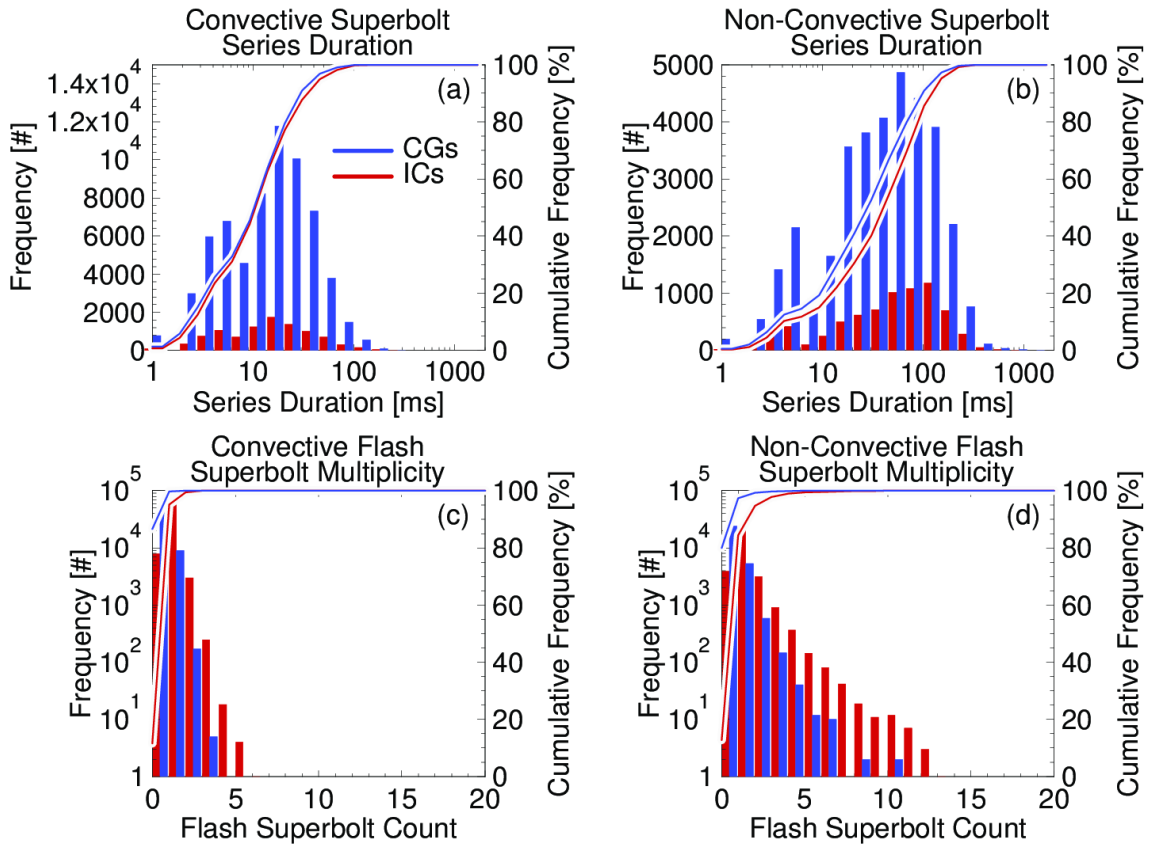 Convective Superbolt
Series Duration
1.4x10^4
1.2x10^4
10^4
8000
6000
4000
2000
0
Frequency [#]
(a)
CGs
ICs
100
80
60
40
20
0
Cumulative Frequency [%]
1
10
100
1000
Series Duration [ms]
Non-Convective Superbolt
Series Duration
5000
4000
3000
2000
1000
0
Frequency [#]
(b)
100
80
60
40
20
0
Cumulative Frequency [%]
1
10
100
1000
Series Duration [ms]
Convective Flash
Superbolt Multiplicity
10^5
10^4
10^3
10^2
10^1
1
Frequency [#]
(c)
100
80
60
40
20
0
Cumulative Frequency [%]
0
5
10
15
20
Flash Superbolt Count
Non-Convective Flash
Superbolt Multiplicity
10^5
10^4
10^3
10^2
10^1
1
Frequency [#]
(d)
100
80
60
40
20
0
Cumulative Frequency [%]
0
5
10
15
20
Flash Superbolt Count